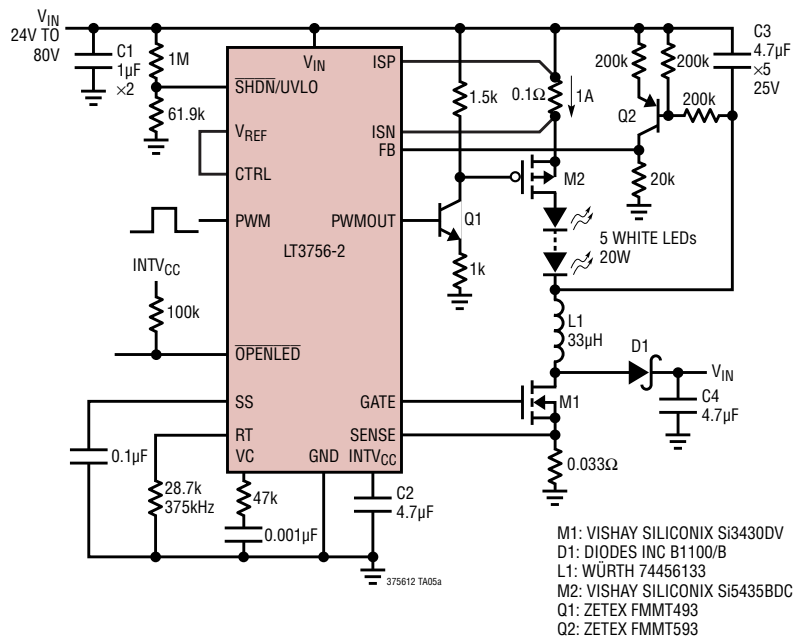 VIN
24V TO
80V
C1
1µF
×2
1M
61.9k
VIN
SHDN/UVLO
VREF
CTRL
PWM
INTVCC
100k
OPENLED
SS
RT
VC
GND
INTVCC
SENSE
GATE
PWMOUT
FB
ISN
ISP
LT3756-2
1.5k
0.1Ω
1A
Q1
1k
M2
5 WHITE LEDs
20W
200k
200k
Q2
200k
20k
C3
4.7µF
×5
25V
L1
33µH
D1
VIN
C4
4.7µF
M1
0.033Ω
0.1µF
28.7k
375kHz
47k
0.001µF
C2
4.7µF
375612 TA05a
M1: VISHAY SILICONIX Si3430DV
D1: DIODES INC B1100/B
L1: WÜRTH 74456133
M2: VISHAY SILICONIX Si5435BDC
Q1: ZETEX FMMT493
Q2: ZETEX FMMT593